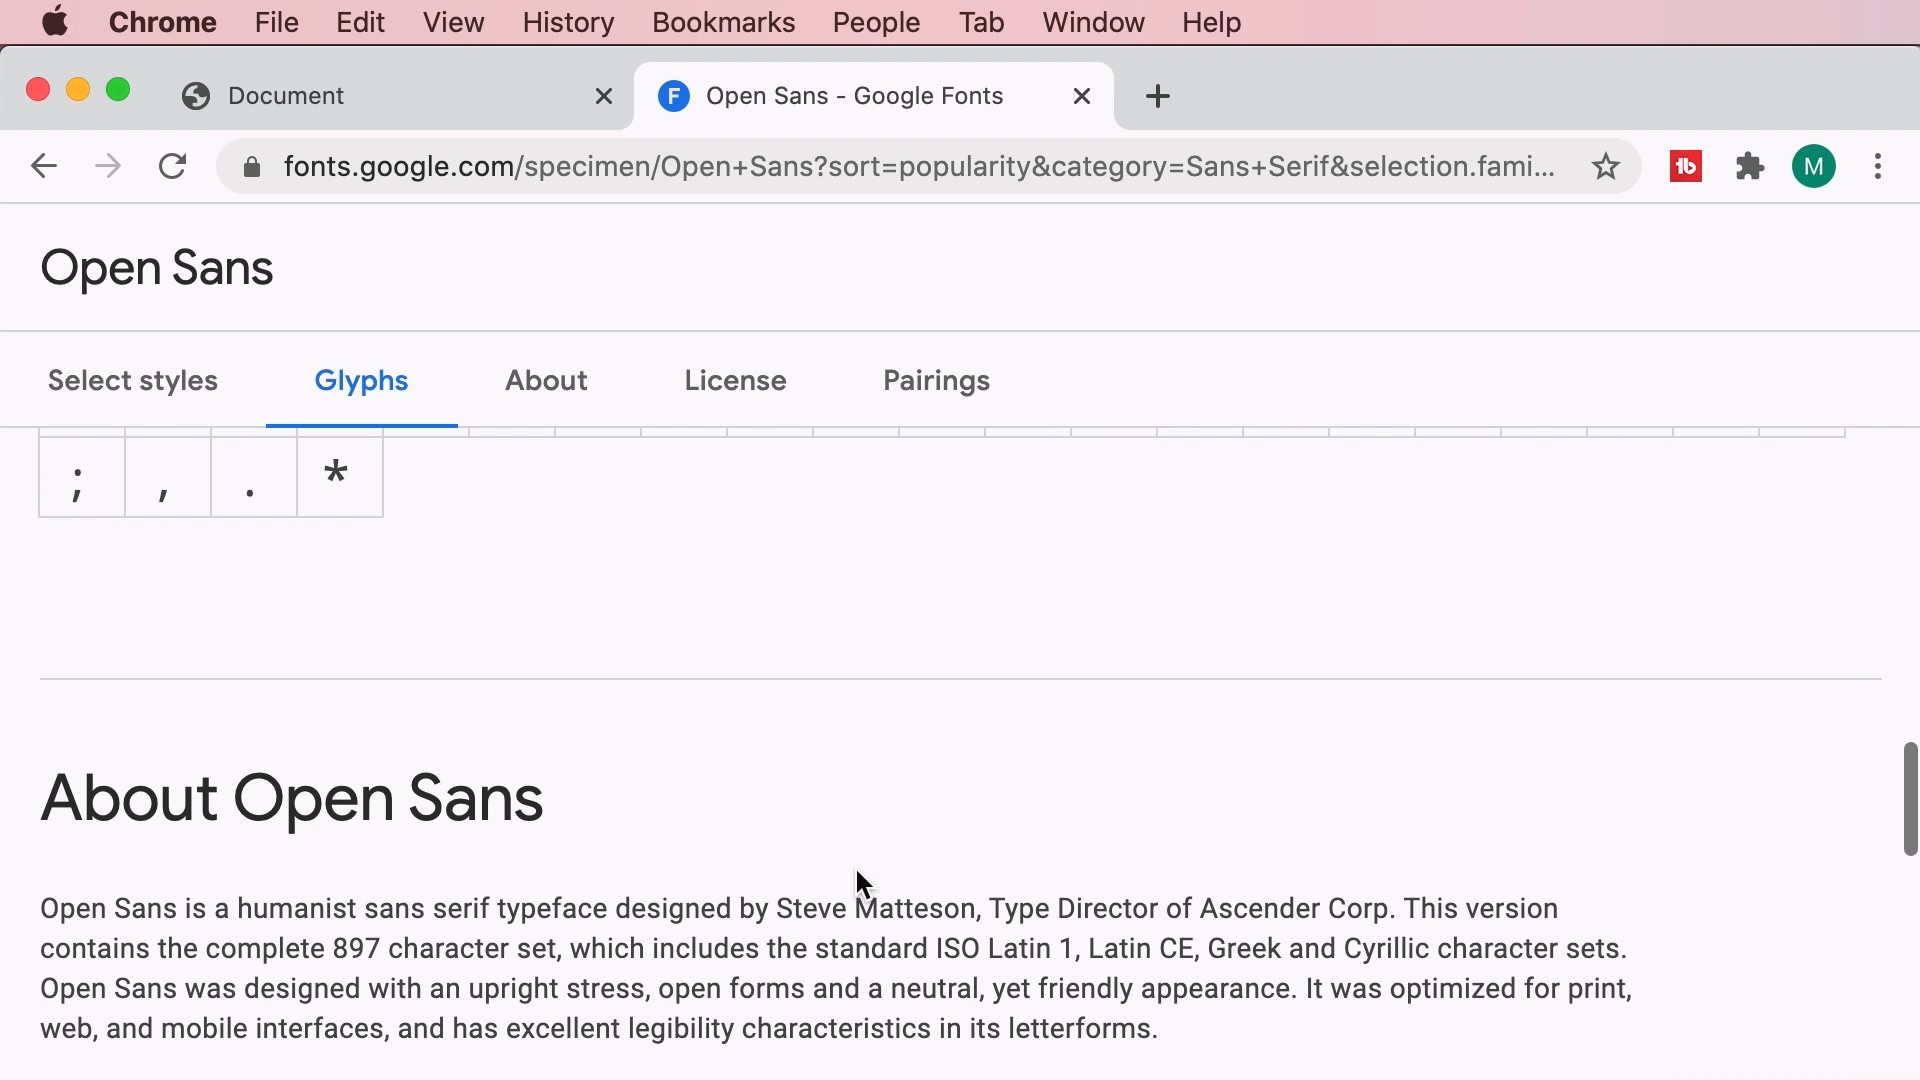 Chrome File Edit View History Bookmarks People Tab Window Help
Document
F Open Sans - Google Fonts
fonts.google.com/specimen/Open+Sans?sort=popularity&category=Sans+Serif&selection.fami...
tb
M
Open Sans
Select styles Glyphs About License Pairings
; , . *
About Open Sans
Open Sans is a humanist sans serif typeface designed by Steve Matteson, Type Director of Ascender Corp. This version
contains the complete 897 character set, which includes the standard ISO Latin 1, Latin CE, Greek and Cyrillic character sets.
Open Sans was designed with an upright stress, open forms and a neutral, yet friendly appearance. It was optimized for print,
web, and mobile interfaces, and has excellent legibility characteristics in its letterforms.